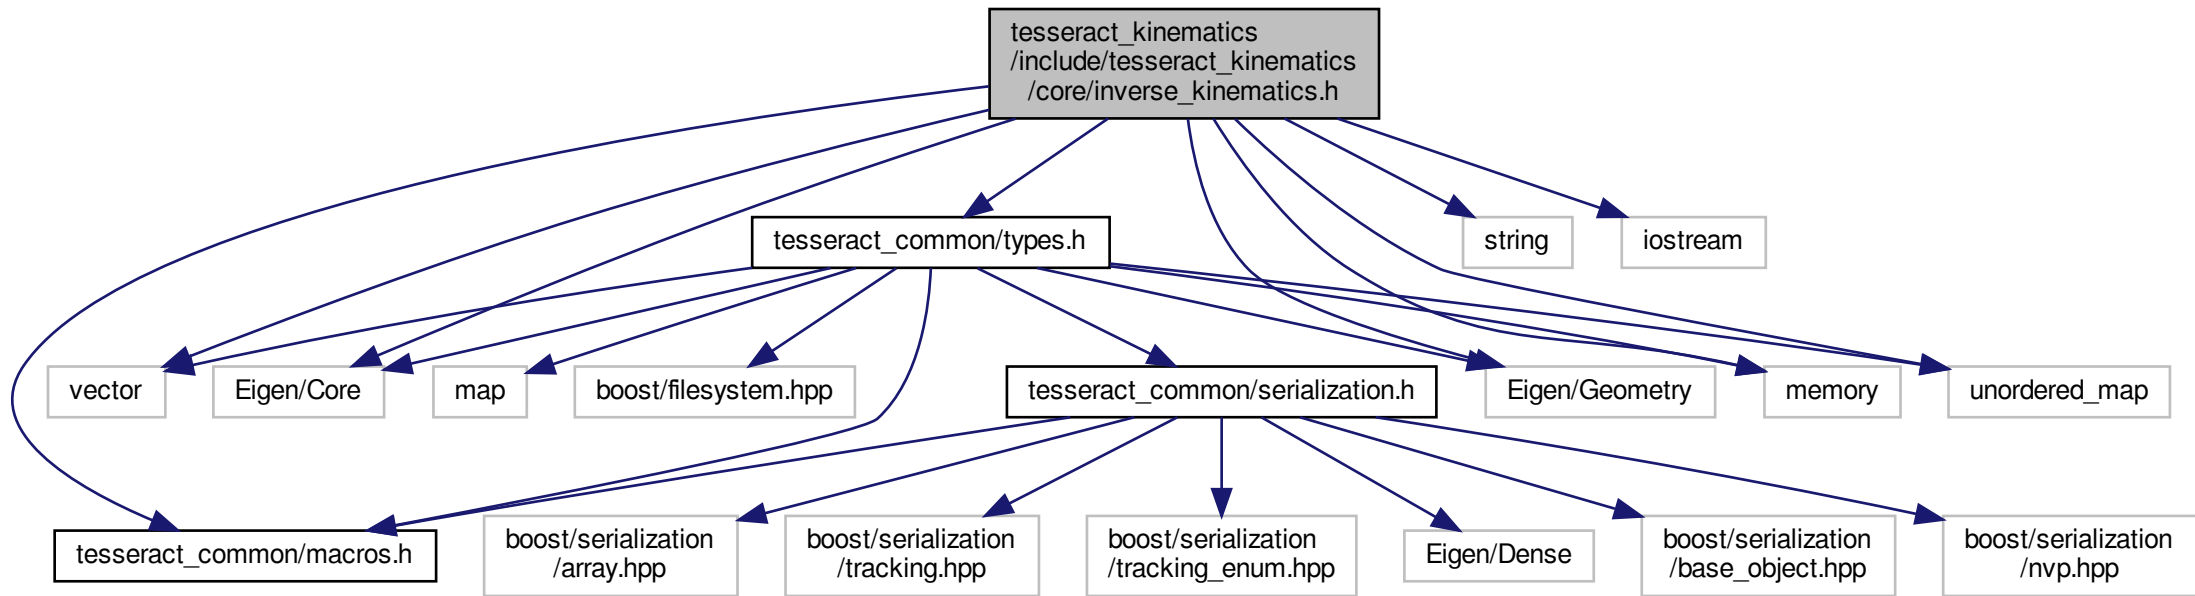 tesseract_kinematics
/include/tesseract_kinematics
/core/inverse_kinematics.h
tesseract_common/types.h
string
iostream
vector
Eigen/Core
map
boost/filesystem.hpp
tesseract_common/serialization.h
Eigen/Geometry
memory
unordered_map
tesseract_common/macros.h
boost/serialization
/array.hpp
boost/serialization
/tracking.hpp
boost/serialization
/tracking_enum.hpp
Eigen/Dense
boost/serialization
/base_object.hpp
boost/serialization
/nvp.hpp